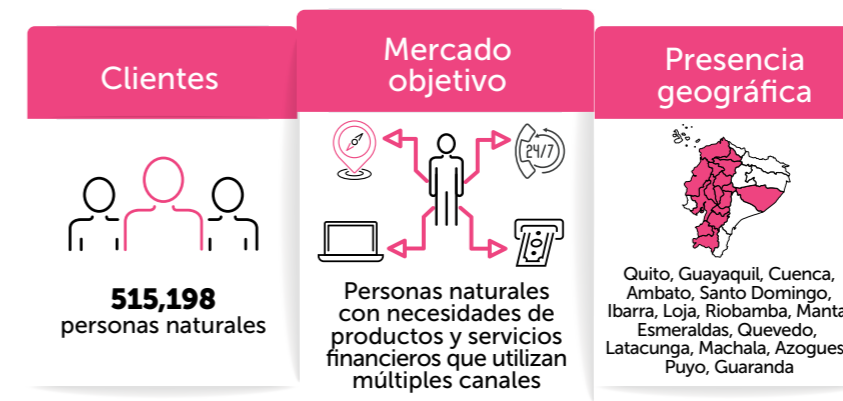 Clientes
515,198
personas naturales
Mercado
objetivo
24/7
Personas naturales
con necesidades de
productos y servicios
financieros que utilizan
múltiples canales
Presencia
geográfica
Quito, Guayaquil, Cuenca,
Ambato, Santo Domingo,
Ibarra, Loja, Riobamba, Manta
Esmeraldas, Quevedo,
Latacunga, Machala, Azogues
Puyo, Guaranda